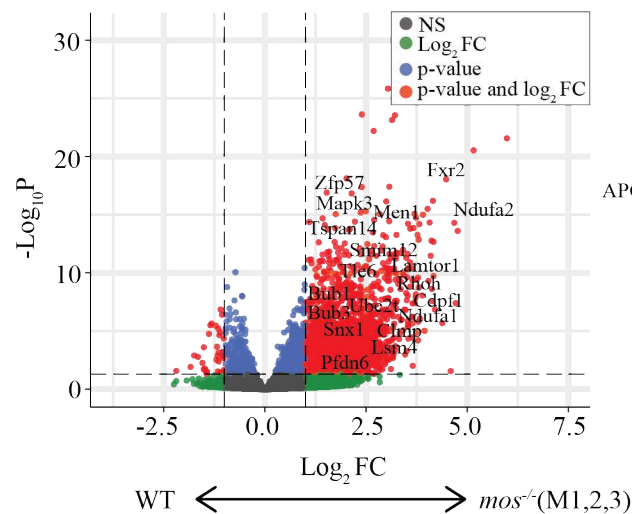 30
20
10
0
-Log10P
NS
Log2 FC
p-value
p-value and log2 FC
Fxr2
Zfp57
Mapk3
Men1
Ndufa2
APO
Tspan14
Smim12
Tle6
Lamtor1
Rhoh
Bub1
Cdpf1
Bub3
Ube2t
Ndufa1
Snx1
Clmp
Lsm4
Pfdn6
-2.5 0.0 2.5 5.0 7.5
Log2 FC
WT mos-/-(M1,2,3)